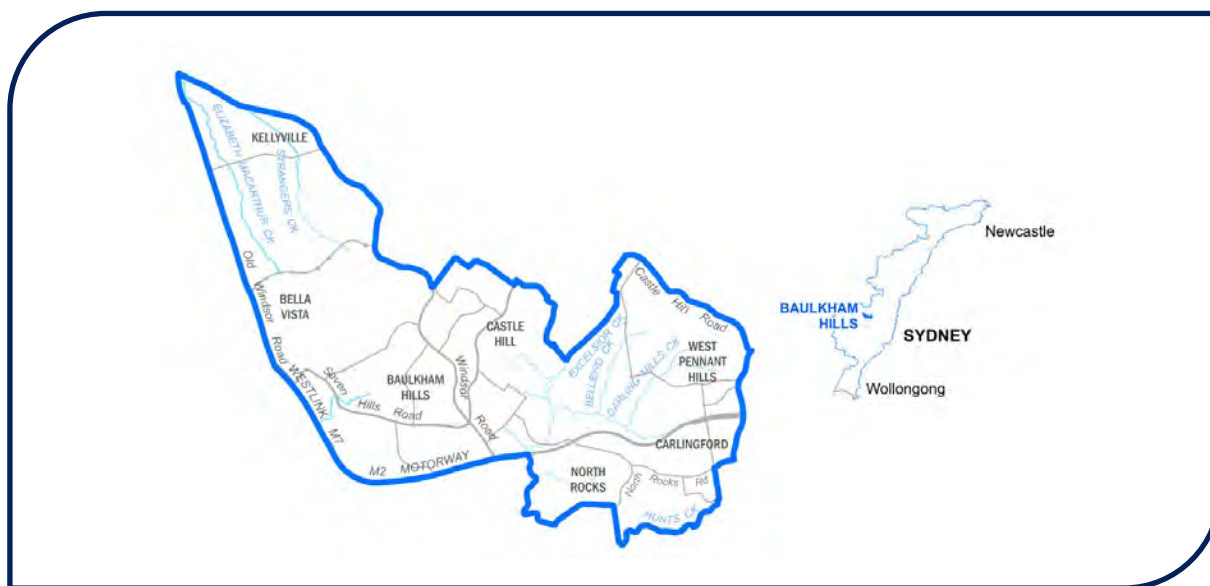 KELLYVILLE
ELIZABETH MACARTHUR CK
STRANGERS CK
Old Windsor Road
BELLA
VISTA
WESTLINK M7
Seven Hills Road
M2 MOTORWAY
BAULKHAM
HILLS
Windsor Road
CASTLE
HILL
EXCELSIOR CK
BELLBIRD CK
DARLING MILLS CK
Castle Hill Road
WEST
PENNANT
HILLS
CARLINGFORD
NORTH
ROCKS
North Rocks Rd
HUNTS CK
Newcastle
BAULKHAM
HILLS
SYDNEY
Wollongong